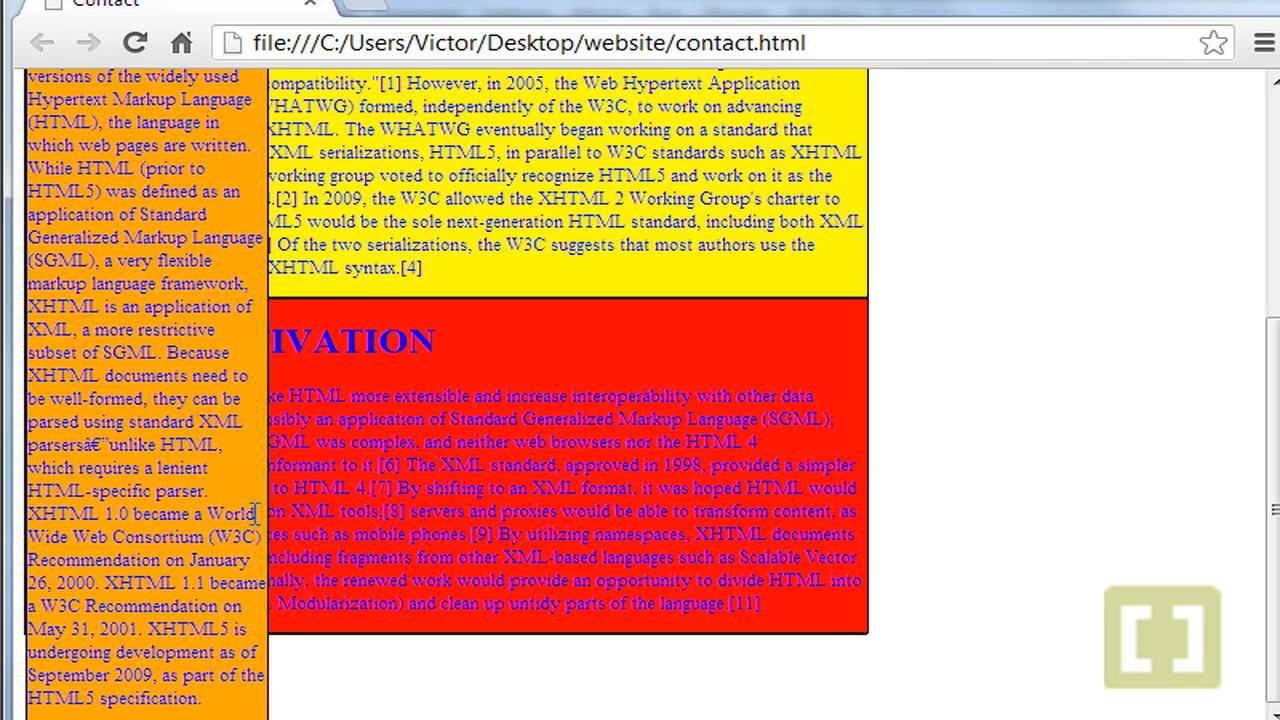 Contact
file:///C:/Users/Victor/Desktop/website/contact.html
versions of the widely used
Hypertext Markup Language
(HTML), the language in
which web pages are written.
While HTML (prior to
HTML5) was defined as an
application of Standard
Generalized Markup Language
(SGML), a very flexible
markup language framework,
XHTML is an application of
XML, a more restrictive
subset of SGML. Because
XHTML documents need to
be well-formed, they can be
parsed using standard XML
parsersâ€”unlike HTML,
which requires a lenient
HTML-specific parser.
XHTML 1.0 became a World
Wide Web Consortium (W3C)
Recommendation on January
26, 2000. XHTML 1.1 became
a W3C Recommendation on
May 31, 2001. XHTML5 is
undergoing development as of
September 2009, as part of the
HTML5 specification.
ompatibility."[1] However, in 2005, the Web Hypertext Application
HATWG) formed, independently of the W3C, to work on advancing
XHTML. The WHATWG eventually began working on a standard that
XML serializations, HTML5, in parallel to W3C standards such as XHTML
working group voted to officially recognize HTML5 and work on it as the
.[2] In 2009, the W3C allowed the XHTML 2 Working Group's charter to
ML5 would be the sole next-generation HTML standard, including both XML
] Of the two serializations, the W3C suggests that most authors use the
XHTML syntax.[4]
IVATION
ke HTML more extensible and increase interoperability with other data
nsibly an application of Standard Generalized Markup Language (SGML);
GML was complex, and neither web browsers nor the HTML 4
nformant to it.[6] The XML standard, approved in 1998, provided a simpler
to HTML 4.[7] By shifting to an XML format, it was hoped HTML would
on XML tools;[8] servers and proxies would be able to transform content, as
ces such as mobile phones.[9] By utilizing namespaces, XHTML documents
ncluding fragments from other XML-based languages such as Scalable Vector
nally, the renewed work would provide an opportunity to divide HTML into
. Modularization) and clean up untidy parts of the language.[11]